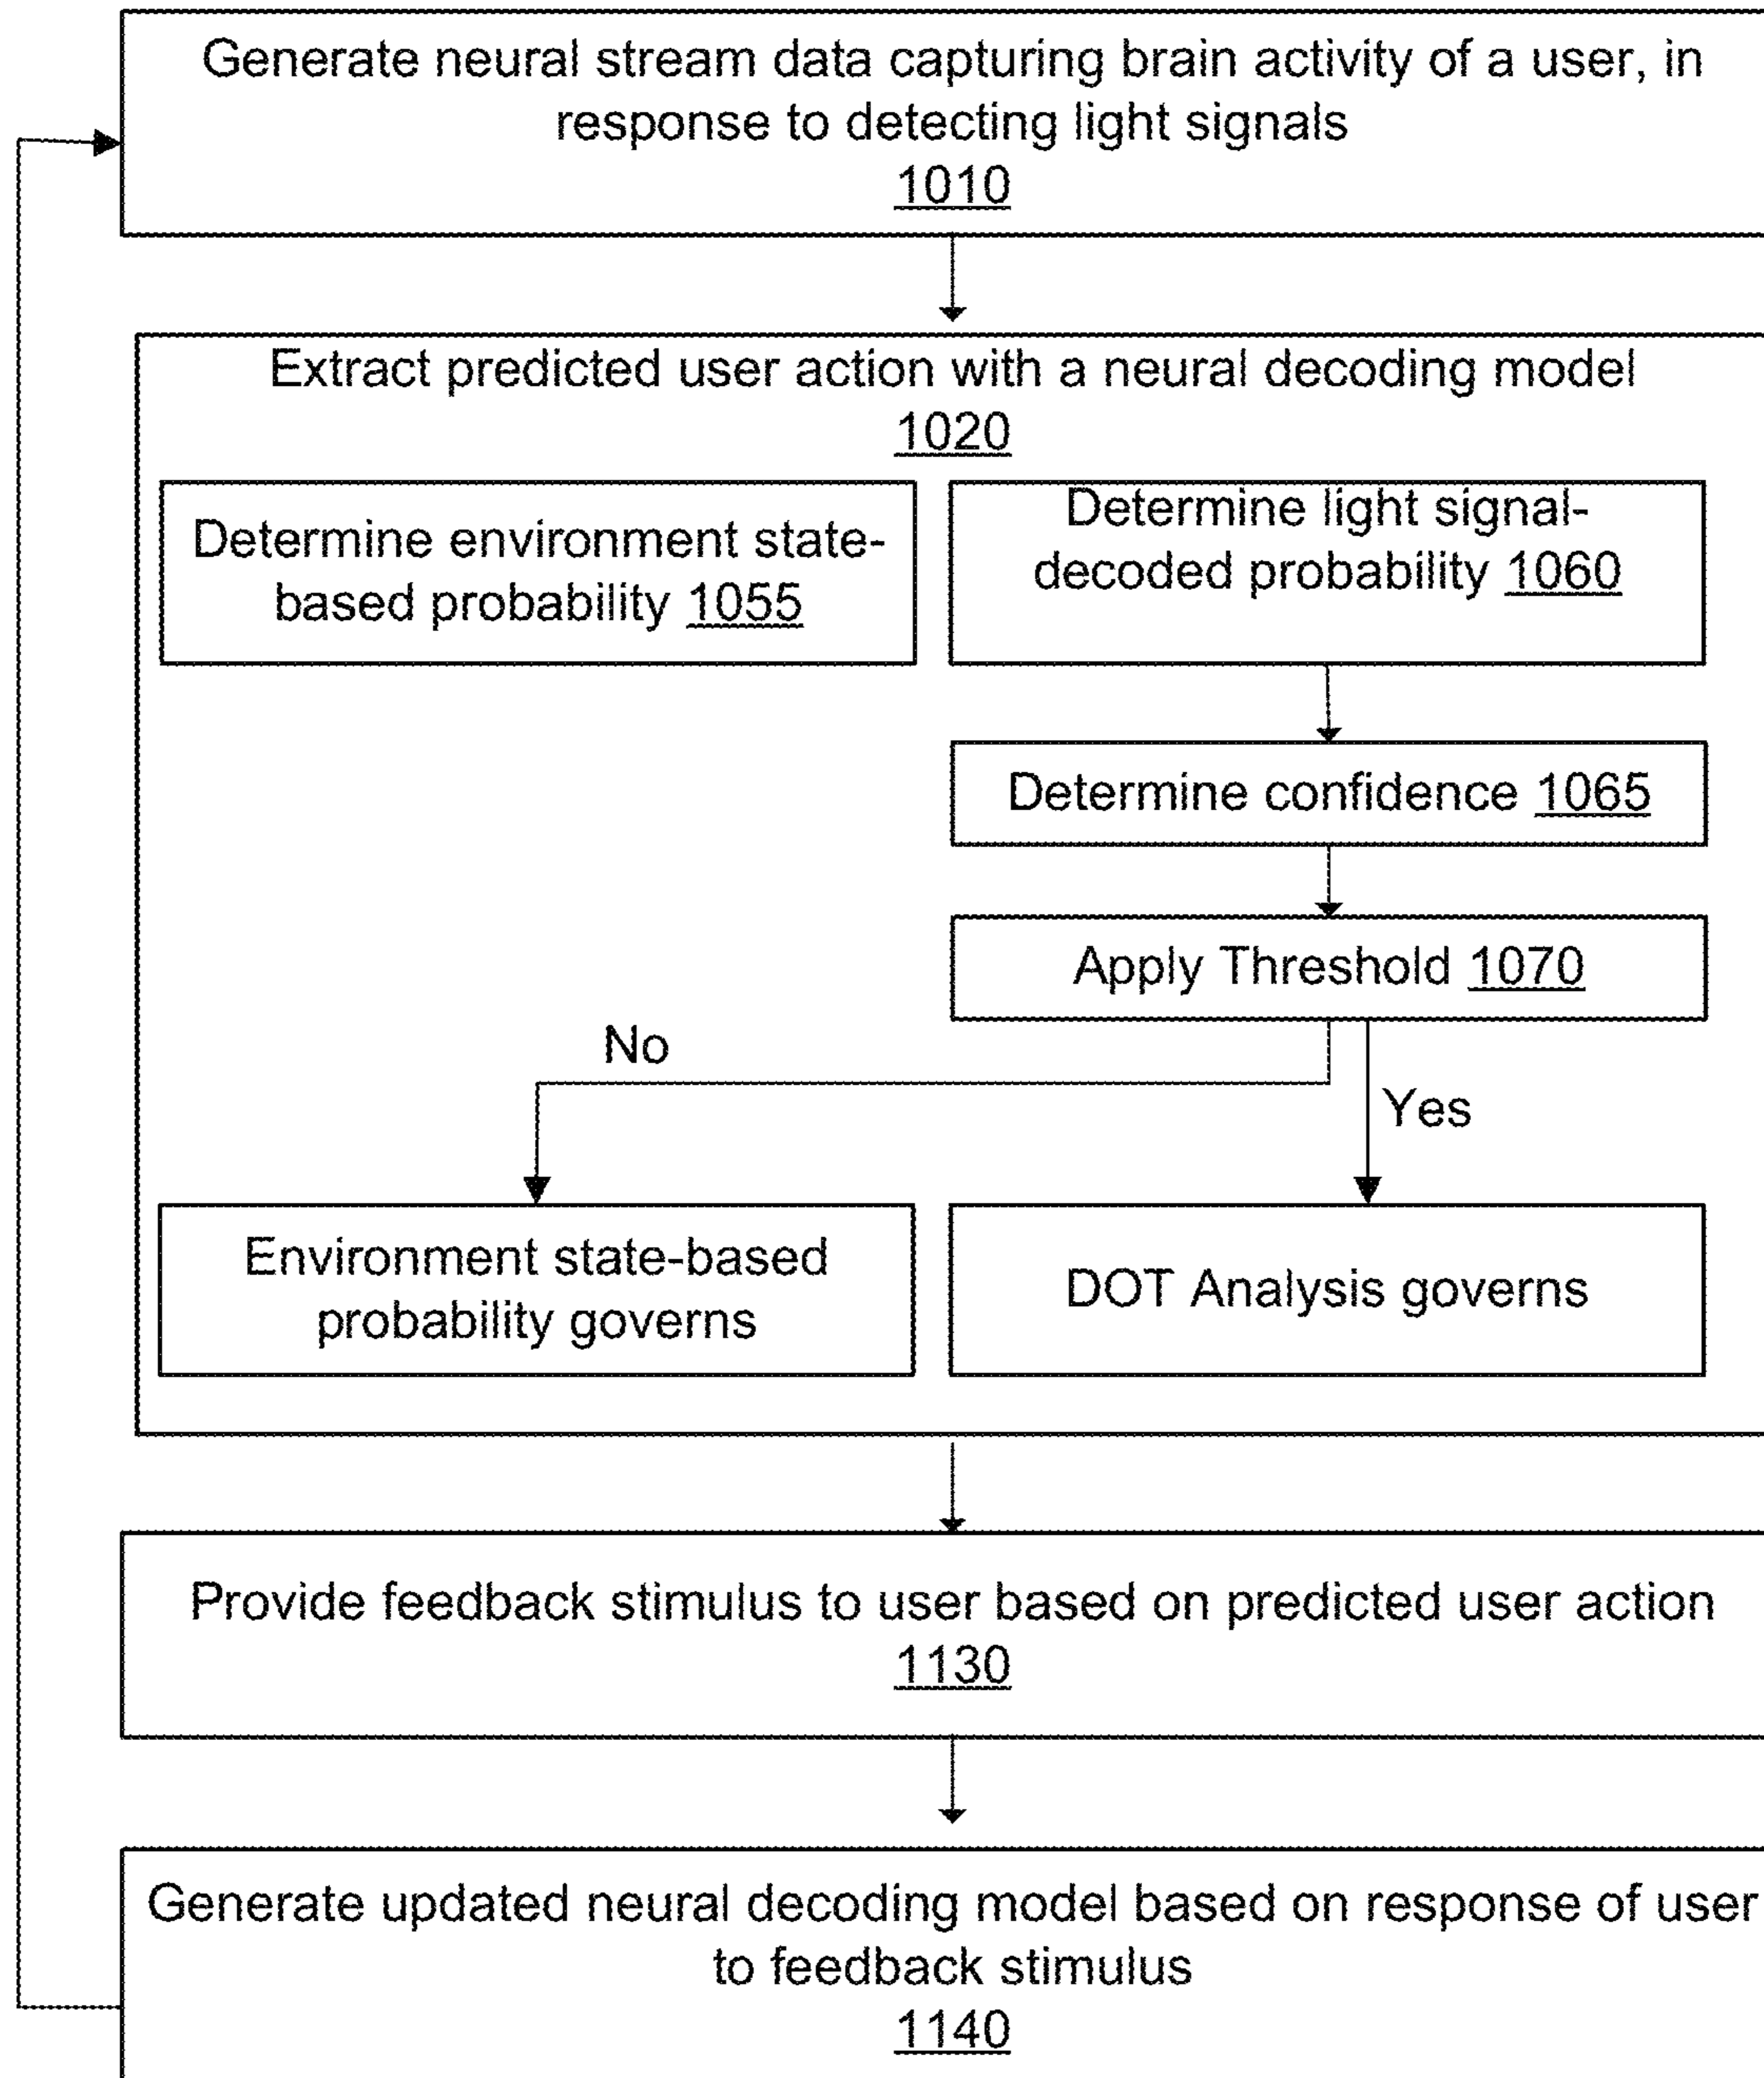 Generate neural stream data capturing brain activity of a user, in
response to detecting light signals
1010
Extract predicted user action with a neural decoding model
1020
Determine environment state-
based probability 1055
Determine light signal-
decoded probability 1060
Determine confidence 1065
Apply Threshold 1070
No
Yes
Environment state-based
probability governs
DOT Analysis governs
Provide feedback stimulus to user based on predicted user action
1130
Generate updated neural decoding model based on response of user
to feedback stimulus
1140